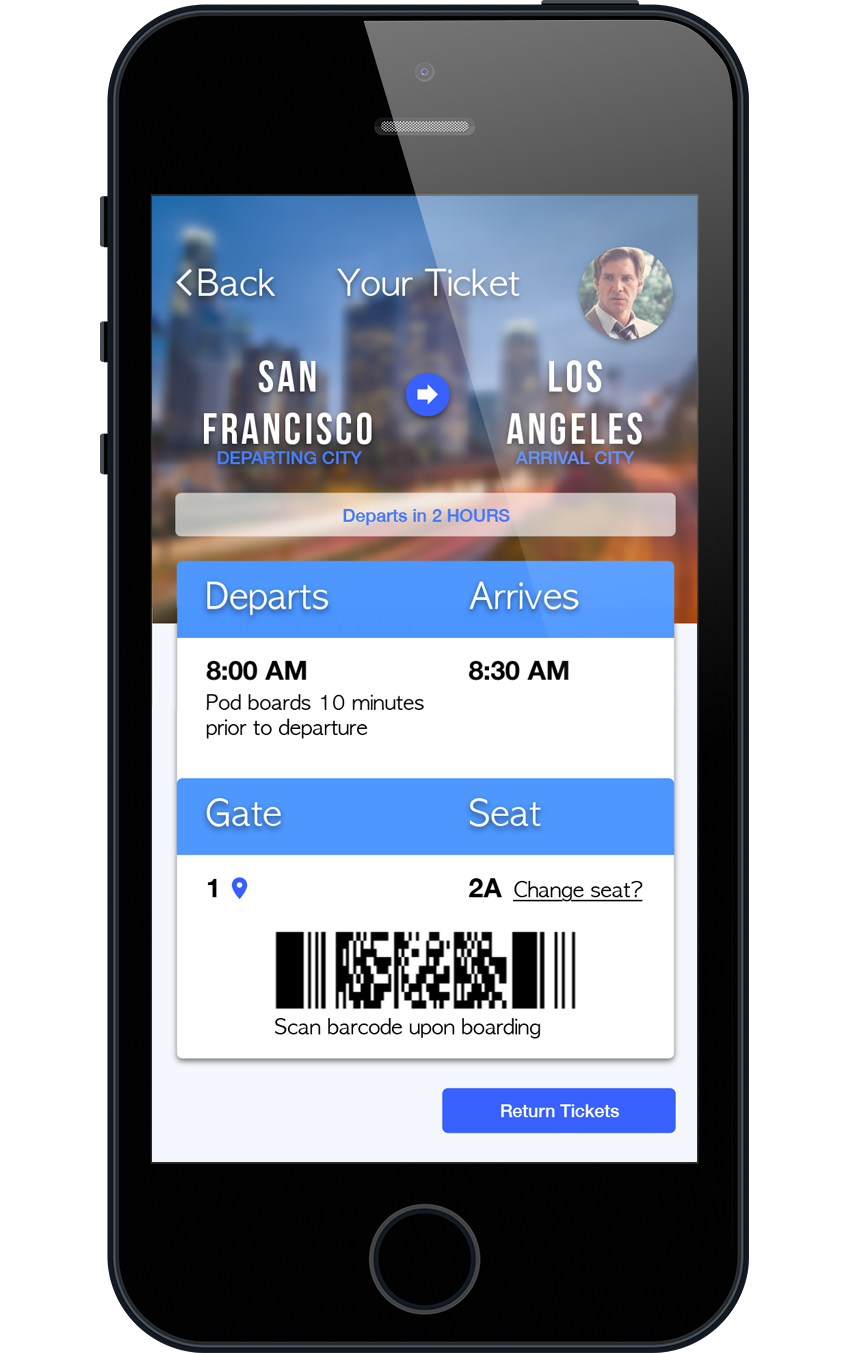 Back
Your Ticket
SAN
FRANCISCO
DEPARTING CITY
LOS
ANGELES
ARRIVAL CITY
Departs in 2 HOURS
Departs
Arrives
8:00 AM
8:30 AM
Pod boards 10 minutes
prior to departure
Gate
Seat
1
2A Change seat?
Scan barcode upon boarding
Return Tickets